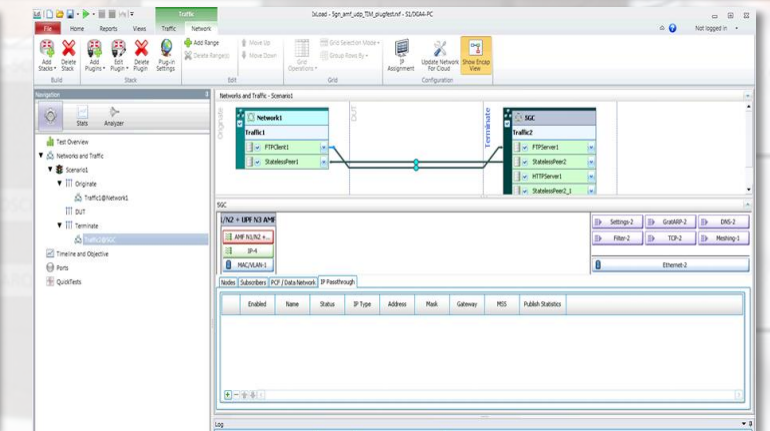 Traffic
IxLoad - 5gn_amf_udp_TIM_plugfest.rxf - S1/IXIA4-PC
File Home Reports Views Traffic Network
Not logged in
Add Stacks
Delete Stack
Add Plugins
Edit Plugin
Delete Plugin
Plug-in Settings
Add Range
Delete Range(s)
Move Up
Move Down
Grid Operations
Grid Selection Mode
Group Rows By
IP Assignment
Update Network For Cloud
Show Encap View
Build Stack Edit Grid Configuration
Navigation
Stats Analyzer
Test Overview
Networks and Traffic
Scenario1
Originate
Traffic1@Network1
DUT
Terminate
Traffic2@SGC
Timeline and Objective
Ports
QuickTests
Networks and Traffic - Scenario1
Originate
Network1
Traffic1
FTPClient1
StatelessPeer1
DUT
Terminate
SGC
Traffic2
FTPServer1
StatelessPeer2
HTTPServer1
StatelessPeer2_1
SGC
1/N2 + UPF N3 AMF
AMF N1/N2 +...
IP-4
MAC/VLAN-1
Settings-2 GratARP-2 DNS-2
Filter-2 TCP-2 Meshing-1
Ethernet-2
Nodes Subscribers PCF / Data Network IP Passthrough
Enabled Name Status IP Type Address Mask Gateway MSS Publish Statistics
Log